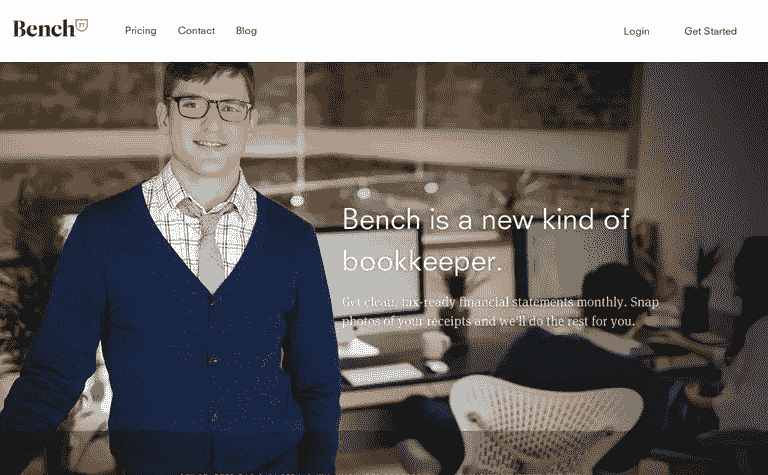 Bench
Pricing Contact Blog
Login Get Started
Bench is a new kind of
bookkeeper.
Get clean, tax-ready financial statements monthly. Snap
photos of your receipts and we'll do the rest for you.